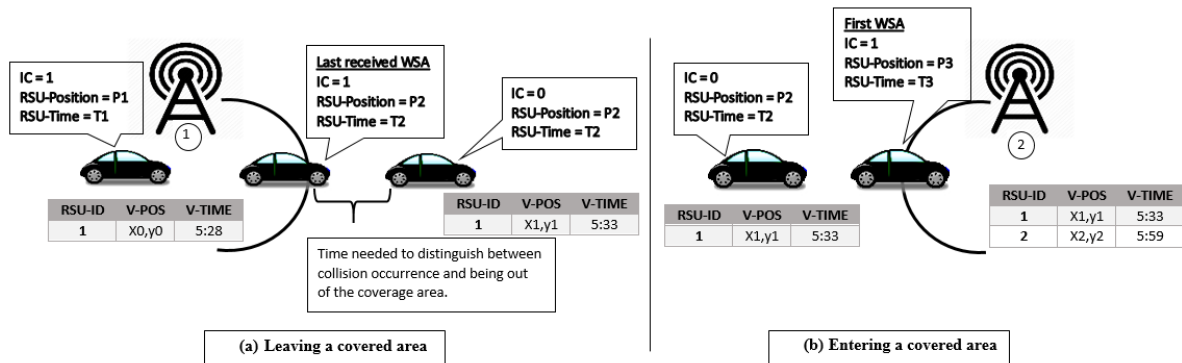 IC = 1
RSU-Position = P1
RSU-Time = T1
1
Last received WSA
IC = 1
RSU-Position = P2
RSU-Time = T2
IC = 0
RSU-Position = P2
RSU-Time = T2
RSU-ID V-POS V-TIME
1 X0,y0 5:28
RSU-ID V-POS V-TIME
1 X1,y1 5:33
Time needed to distinguish between
collision occurrence and being out
of the coverage area.
(a) Leaving a covered area
IC = 0
RSU-Position = P2
RSU-Time = T2
First WSA
IC = 1
RSU-Position = P3
RSU-Time = T3
2
RSU-ID V-POS V-TIME
1 X1,y1 5:33
RSU-ID V-POS V-TIME
1 X1,y1 5:33
2 X2,y2 5:59
(b) Entering a covered area